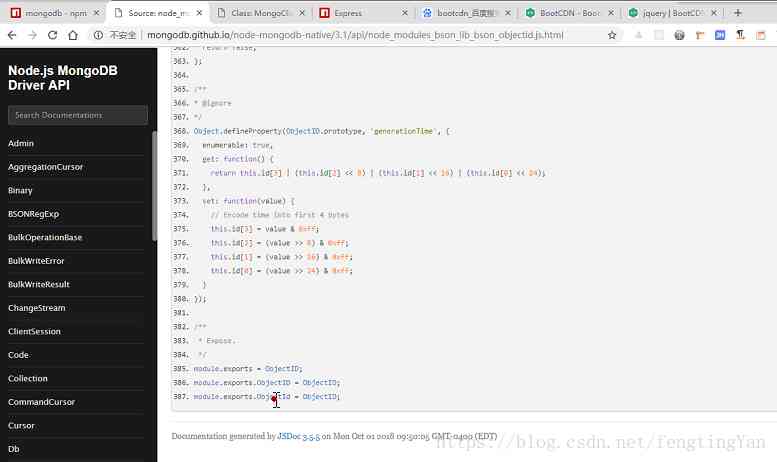 mongodb - npm
Source: node_m
Class: MongoCli
Express
bootcdn_百度搜
BootCDN - Boot
jquery | BootCDN
不安全 | mongodb.github.io/node-mongodb-native/3.1/api/node_modules_bson_lib_bson_objectid.js.html
Node.js MongoDB
Driver API
Search Documentations
Admin
AggregationCursor
Binary
BSONRegExp
BulkOperationBase
BulkWriteError
BulkWriteResult
ChangeStream
ClientSession
Code
Collection
CommandCursor
Cursor
Db
362. return false;
363. };
364.
365. /**
366. * @ignore
367. */
368. Object.defineProperty(ObjectID.prototype, 'generationTime', {
369. enumerable: true,
370. get: function() {
371. return this.id[3] | (this.id[2] << 8) | (this.id[1] << 16) | (this.id[0] << 24);
372. },
373. set: function(value) {
374. // Encode time into first 4 bytes
375. this.id[3] = value & 0xff;
376. this.id[2] = (value >> 8) & 0xff;
377. this.id[1] = (value >> 16) & 0xff;
378. this.id[0] = (value >> 24) & 0xff;
379. }
380. });
381.
382. /**
383. * Expose.
384. */
385. module.exports = ObjectID;
386. module.exports.ObjectID = ObjectID;
387. module.exports.ObjectId = ObjectID;
Documentation generated by JSDoc 3.5.5 on Mon Oct 01 2018 09:50:05 GMT-0400 (EDT)
https://blog.csdn.net/fengtingYan